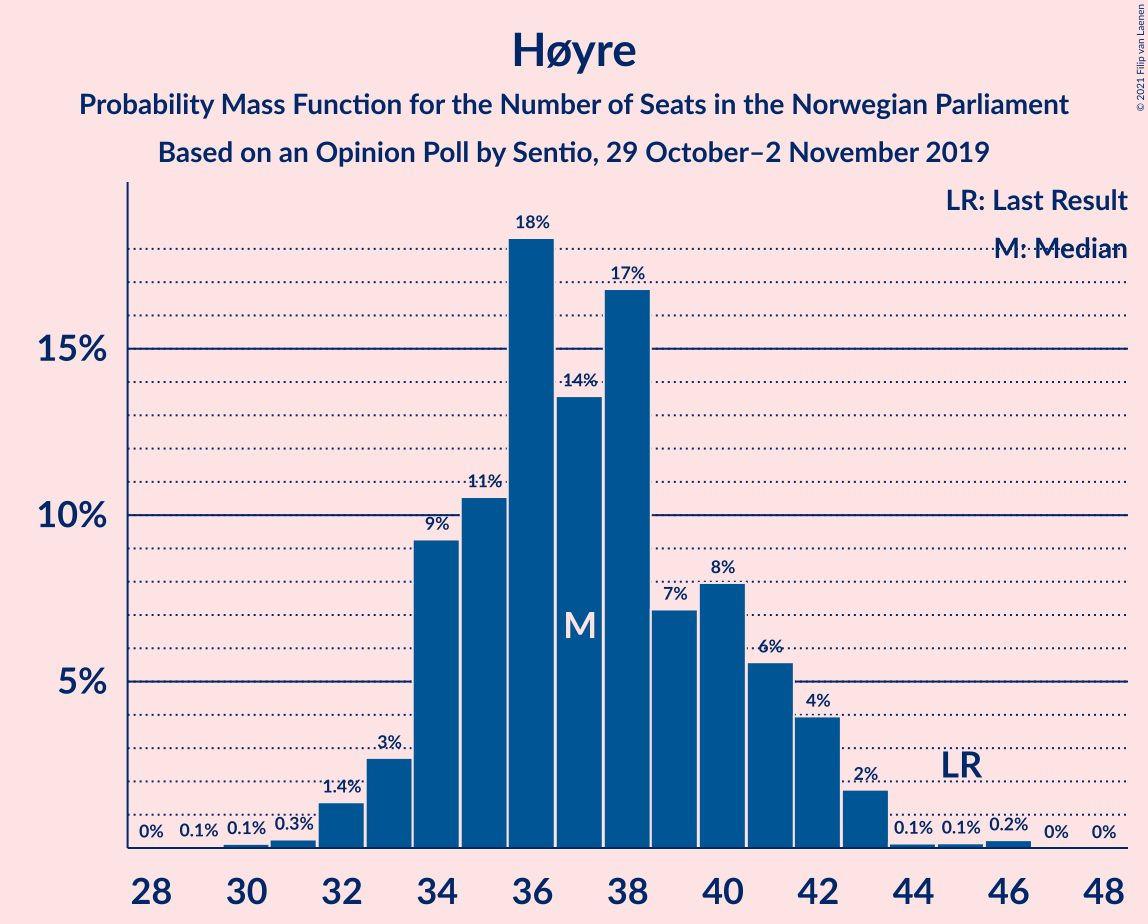 Høyre
Probability Mass Function for the Number of Seats in the Norwegian Parliament
Based on an Opinion Poll by Sentio, 29 October–2 November 2019
© 2021 Filip van Laenen
LR: Last Result
M: Median
15%
10%
5%
0%
0.1%
0.1%
0.3%
1.4%
3%
9%
11%
18%
14%
17%
7%
8%
6%
4%
2%
0.1%
0.1%
0.2%
0%
0%
M
LR
28 30 32 34 36 38 40 42 44 46 48